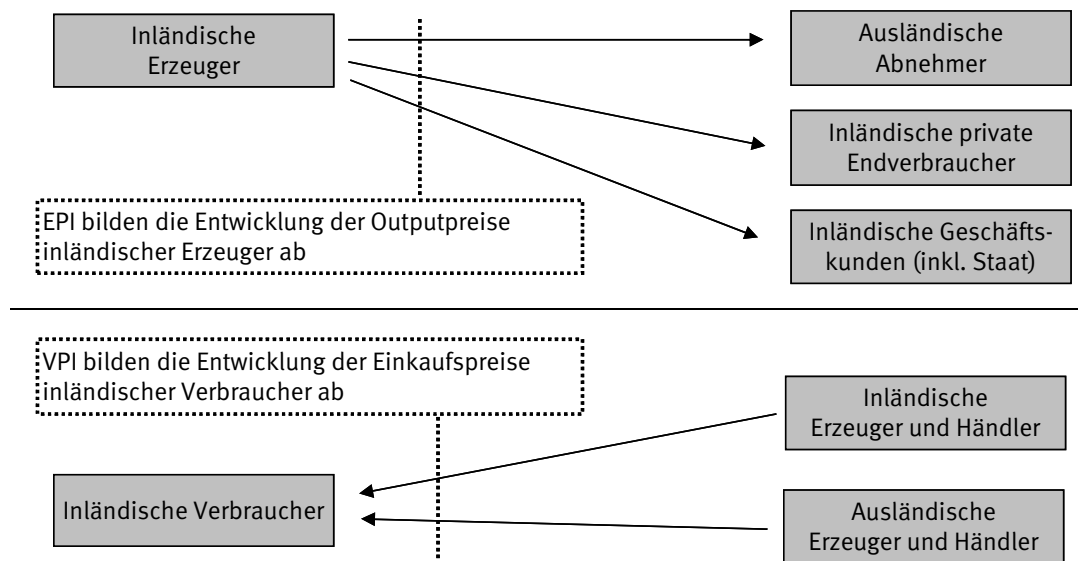 Inländische
Erzeuger
Ausländische
Abnehmer
Inländische private
Endverbraucher
EPI bilden die Entwicklung der Outputpreise
inländischer Erzeuger ab
Inländische Geschäfts-
kunden (inkl. Staat)
VPI bilden die Entwicklung der Einkaufspreise
inländischer Verbraucher ab
Inländische
Erzeuger und Händler
Inländische Verbraucher
Ausländische
Erzeuger und Händler